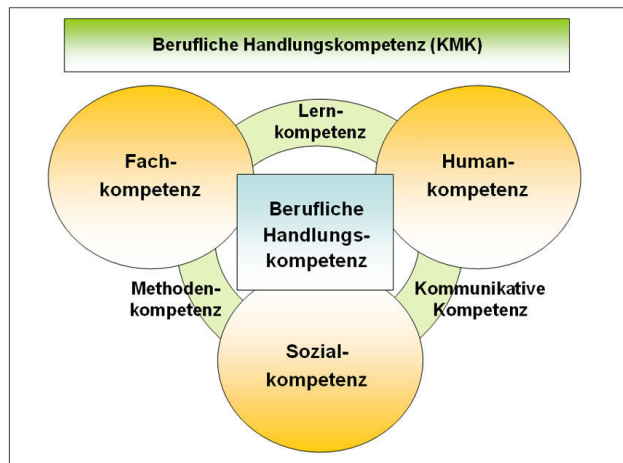 Berufliche Handlungskompetenz (KMK)
Lern-
kompetenz
Fach-
kompetenz
Human-
kompetenz
Berufliche
Handlungs-
kompetenz
Methoden-
kompetenz
Kommunikative
Kompetenz
Sozial-
kompetenz